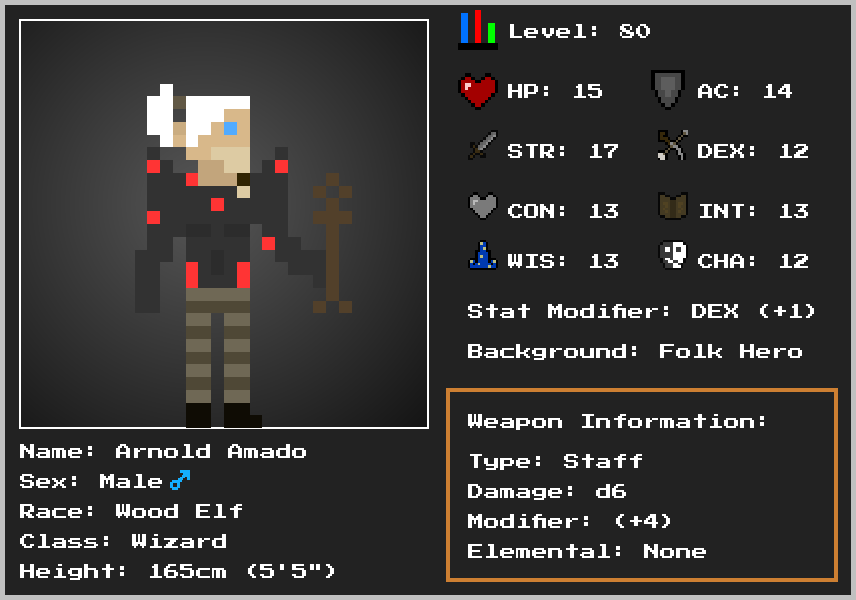 Level: 80
HP: 15
AC: 14
STR: 17
DEX: 12
CON: 13
INT: 13
WIS: 13
CHA: 12
Stat Modifier: DEX (+1)
Background: Folk Hero
Weapon Information:
Type: Staff
Damage: d6
Modifier: (+4)
Elemental: None
Name: Arnold Amado
Sex: Male♂
Race: Wood Elf
Class: Wizard
Height: 165cm (5'5")